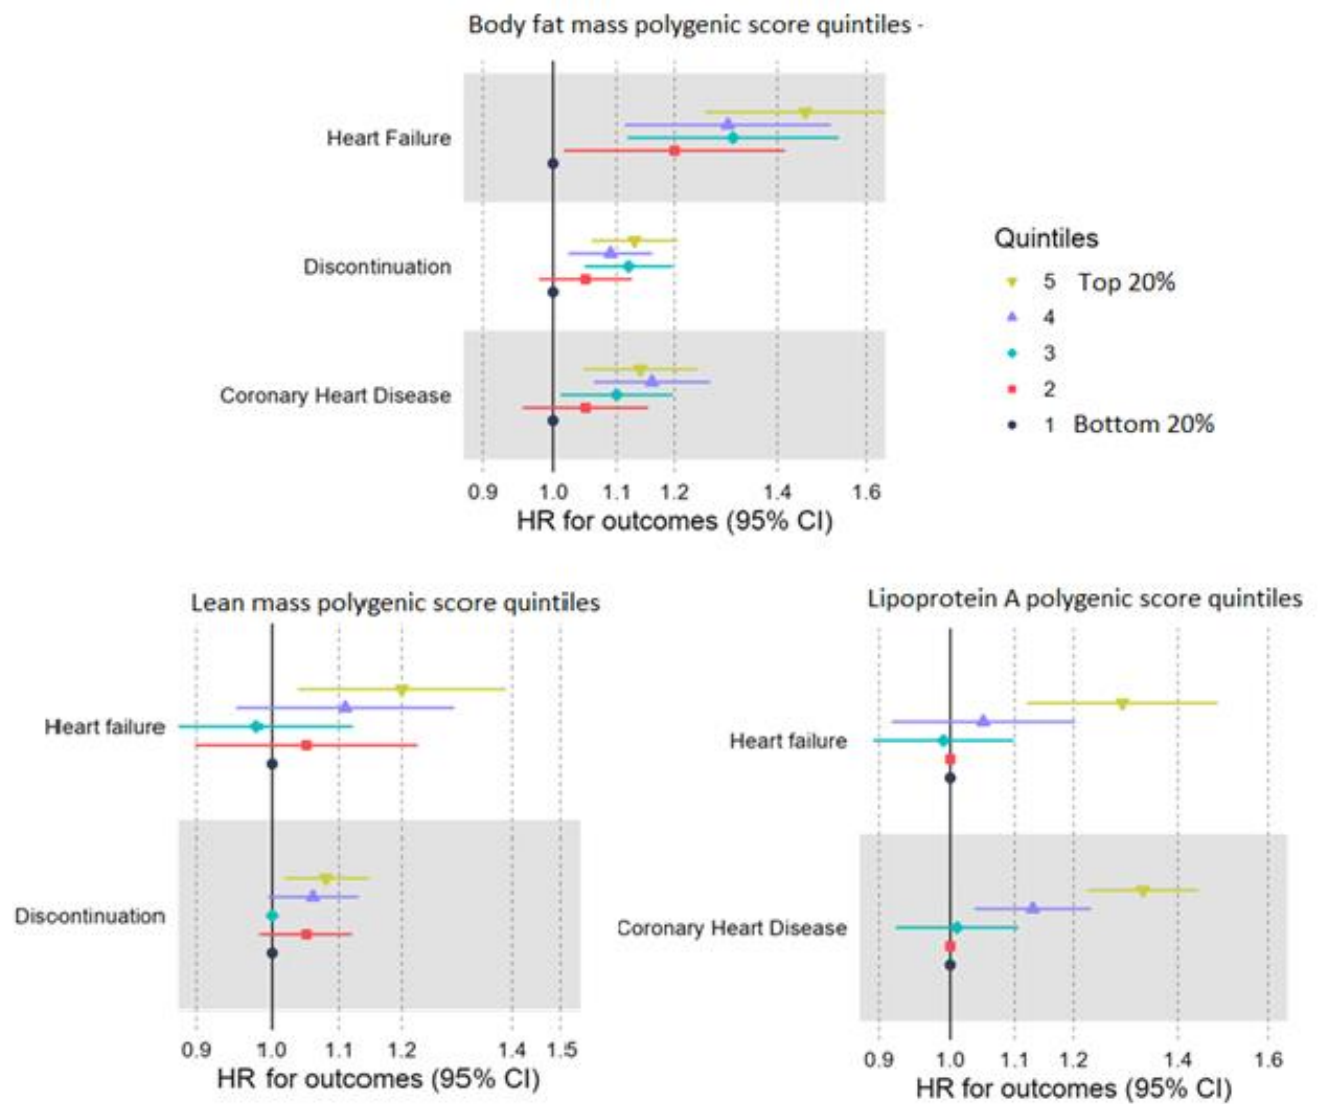 Body fat mass polygenic score quintiles -
Heart Failure
Discontinuation
Coronary Heart Disease
0.9 1.0 1.1 1.2 1.4 1.6
HR for outcomes (95% CI)
Quintiles
5 Top 20%
4
3
2
1 Bottom 20%
Lean mass polygenic score quintiles
Heart failure
Discontinuation
0.9 1.0 1.1 1.2 1.4 1.5
HR for outcomes (95% CI)
Lipoprotein A polygenic score quintiles
Heart failure
Coronary Heart Disease
0.9 1.0 1.1 1.2 1.4 1.6
HR for outcomes (95% CI)